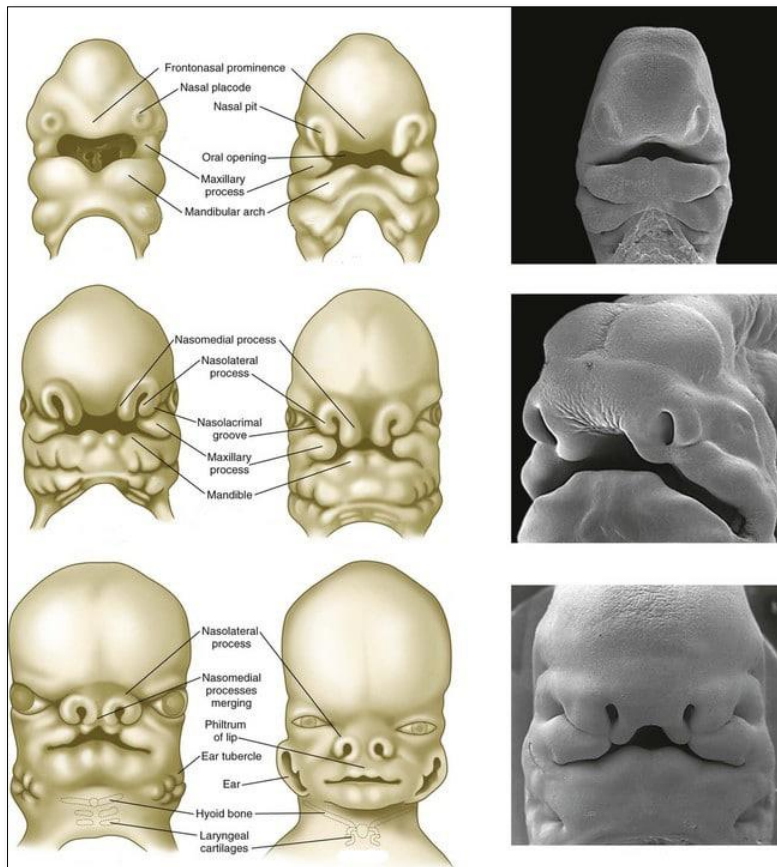 Frontonasal prominence
Nasal placode
Nasal pit
Oral opening
Maxillary
process
Mandibular arch
Nasomedial process
Nasolateral
process
Nasolacrimal
groove
Maxillary
process
Mandible
Nasolateral
process
Nasomedial
processes
merging
Philtrum
of lip
Ear tubercle
Ear
Hyoid bone
Laryngeal
cartilages